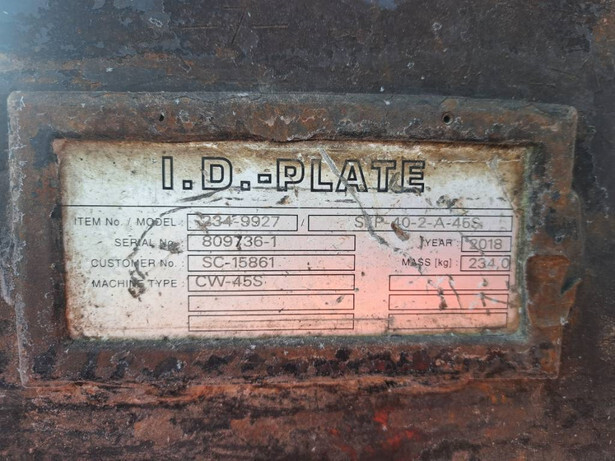 I.D.-PLATE
ITEM No. / MODEL : 234-9927 / 40-2-A-45S
SERIAL No. : 809736-1 YEAR : 2018
CUSTOMER No. : SC-15861 MASS [kg] : 234,0
MACHINE TYPE : CW-45S